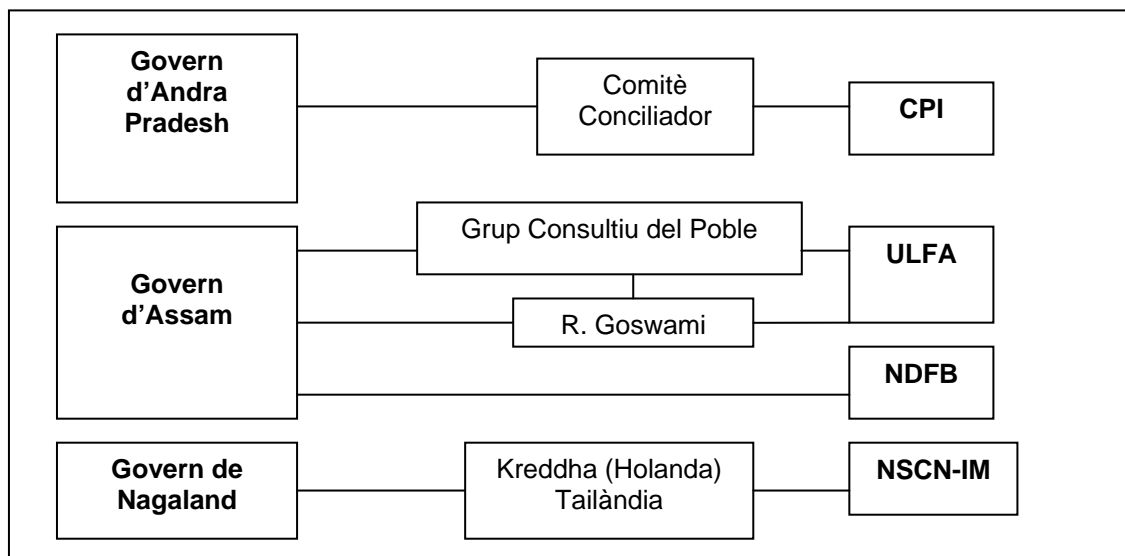 Govern
d’Andra
Pradesh
Comitè
Conciliador
CPI
Grup Consultiu del Poble
ULFA
Govern
d’Assam
R. Goswami
NDFB
Govern de
Nagaland
Kreddha (Holanda)
Tailàndia
NSCN-IM